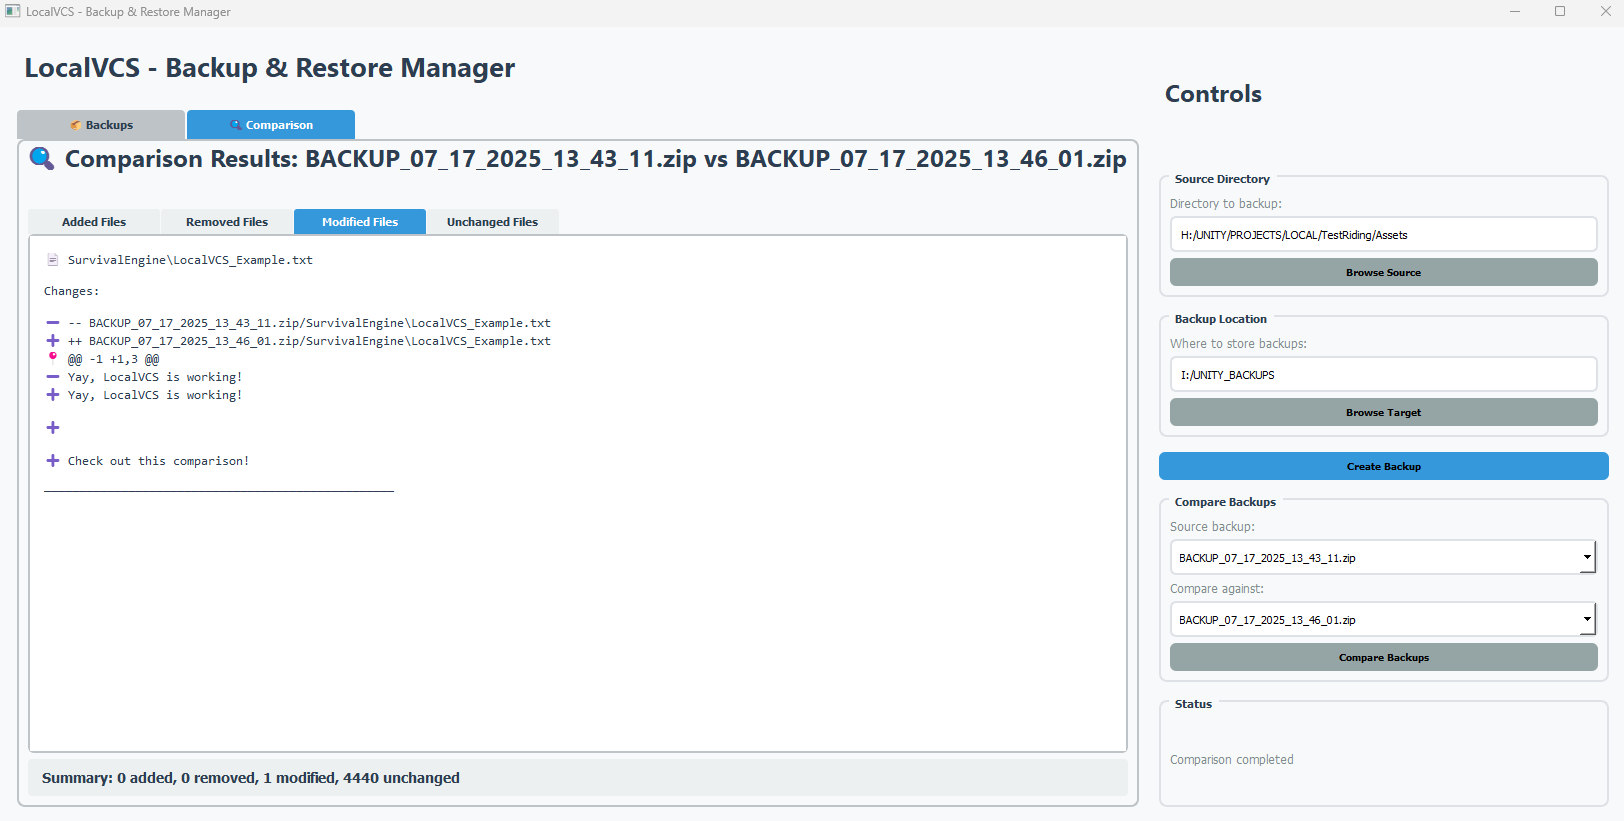 LocalVCS - Backup & Restore Manager
LocalVCS - Backup & Restore Manager
Backups
Comparison
Comparison Results: BACKUP_07_17_2025_13_43_11.zip vs BACKUP_07_17_2025_13_46_01.zip
Added Files
Removed Files
Modified Files
Unchanged Files
SurvivalEngine\LocalVCS_Example.txt
Changes:
-- BACKUP_07_17_2025_13_43_11.zip/SurvivalEngine\LocalVCS_Example.txt
++ BACKUP_07_17_2025_13_46_01.zip/SurvivalEngine\LocalVCS_Example.txt
@@ -1 +1,3 @@
Yay, LocalVCS is working!
Yay, LocalVCS is working!
Check out this comparison!
Summary: 0 added, 0 removed, 1 modified, 4440 unchanged
Controls
Source Directory
Directory to backup:
H:/UNITY/PROJECTS/LOCAL/TestRiding/Assets
Browse Source
Backup Location
Where to store backups:
I:/UNITY_BACKUPS
Browse Target
Create Backup
Compare Backups
Source backup:
BACKUP_07_17_2025_13_43_11.zip
Compare against:
BACKUP_07_17_2025_13_46_01.zip
Compare Backups
Status
Comparison completed